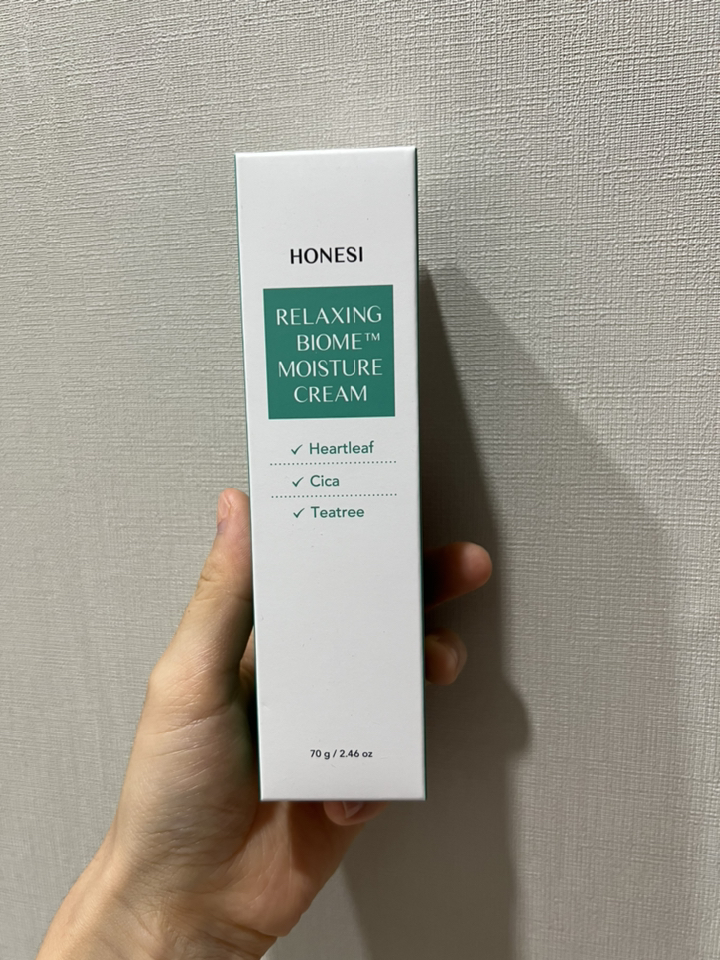 HONESI
RELAXING
BIOME™
MOISTURE
CREAM
✓ Heartleaf
✓ Cica
✓ Teatree
70 g / 2.46 oz